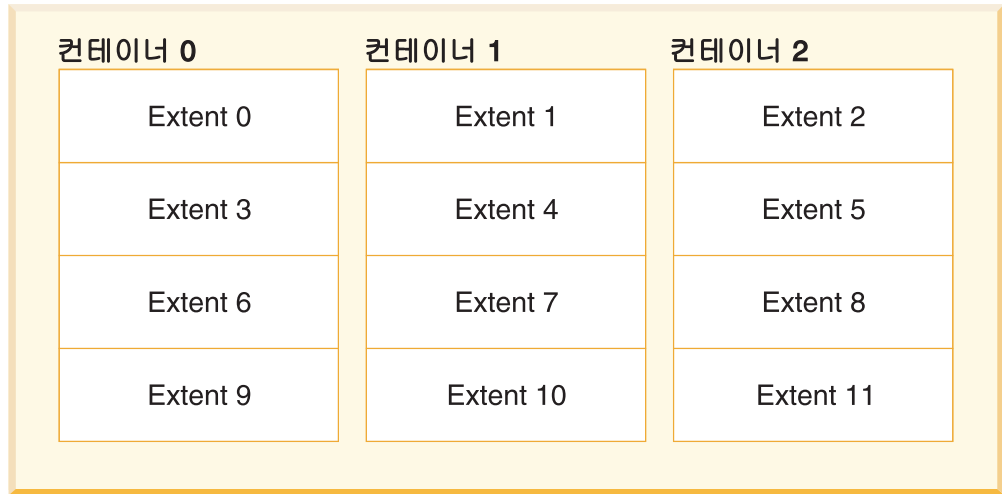 컨테이너 0
컨테이너 1
컨테이너 2
Extent 0
Extent 1
Extent 2
Extent 3
Extent 4
Extent 5
Extent 6
Extent 7
Extent 8
Extent 9
Extent 10
Extent 11